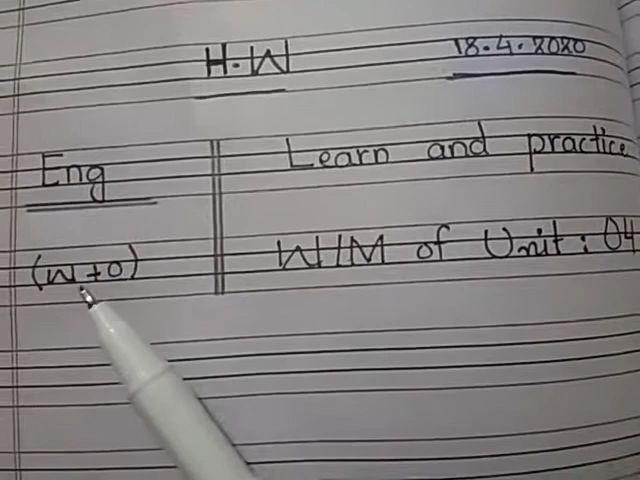 H.W 18.4.2020
Eng Learn and practice
(W+O) W/M of Unit: 04